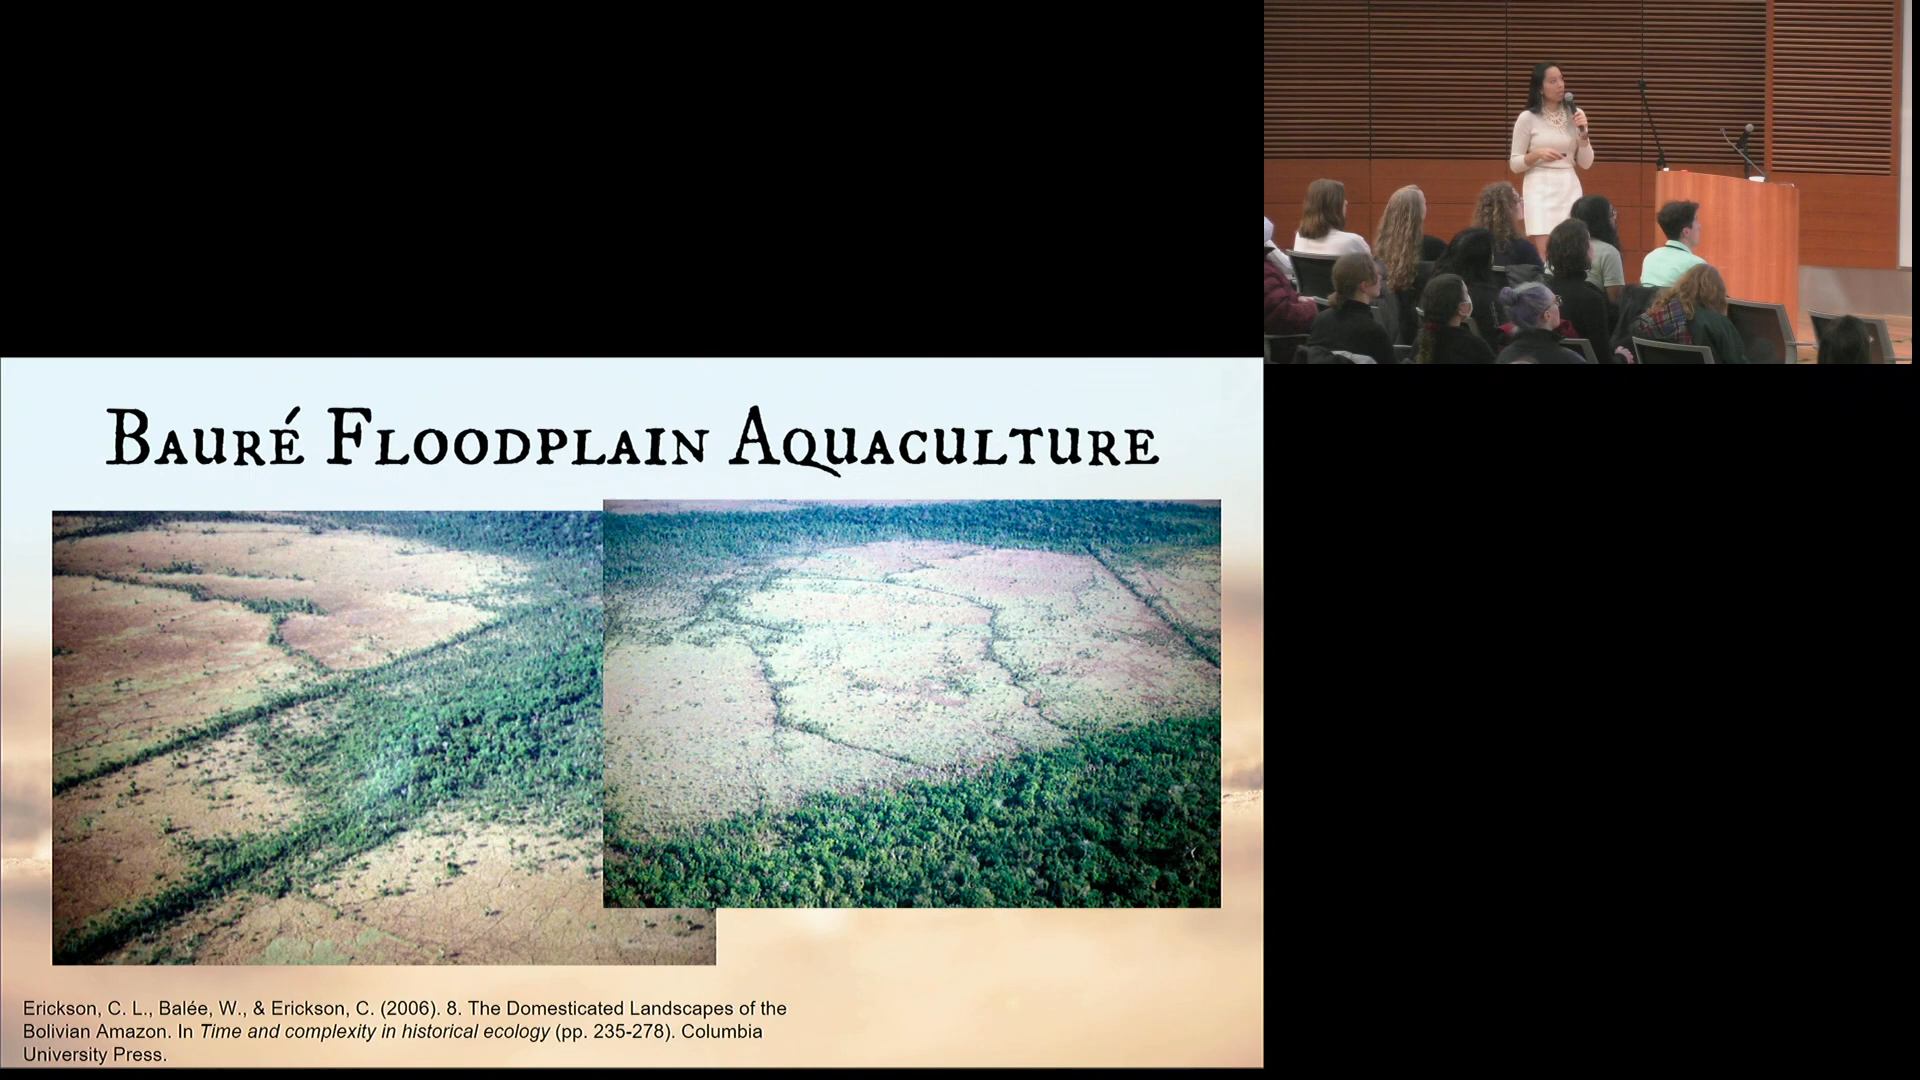 Bauré Floodplain Aquaculture
Erickson, C. L., Balée, W., & Erickson, C. (2006). 8. The Domesticated Landscapes of the
Bolivian Amazon. In Time and complexity in historical ecology (pp. 235-278). Columbia
University Press.